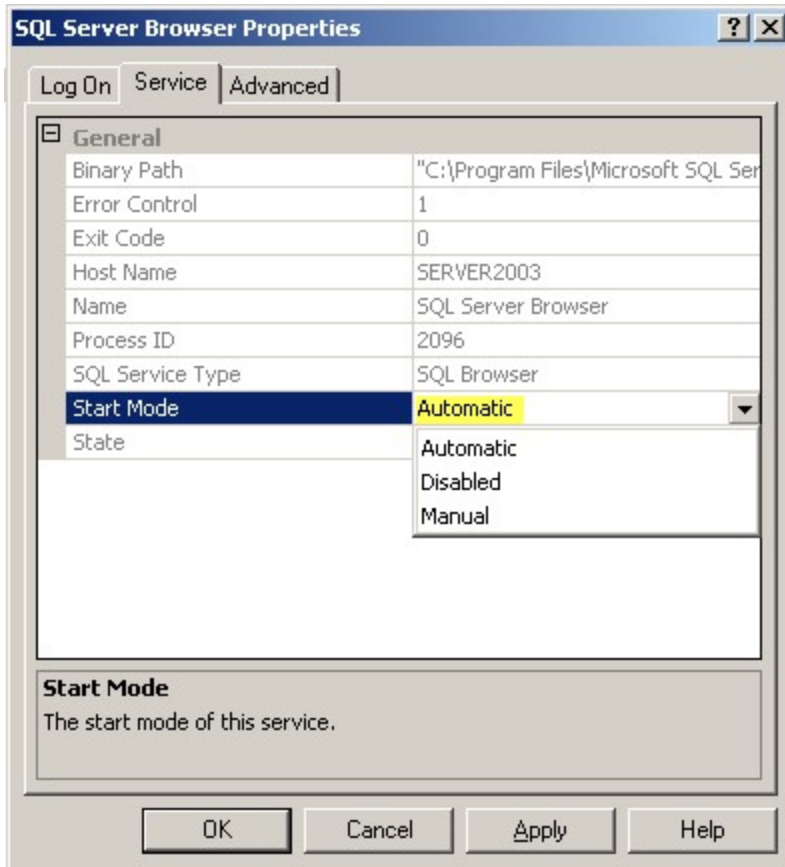 SQL Server Browser Properties
Log On Service Advanced
General
Binary Path "C:\Program Files\Microsoft SQL Ser
Error Control 1
Exit Code 0
Host Name SERVER2003
Name SQL Server Browser
Process ID 2096
SQL Service Type SQL Browser
Start Mode Automatic
State Automatic
Disabled
Manual
Start Mode
The start mode of this service.
OK Cancel Apply Help